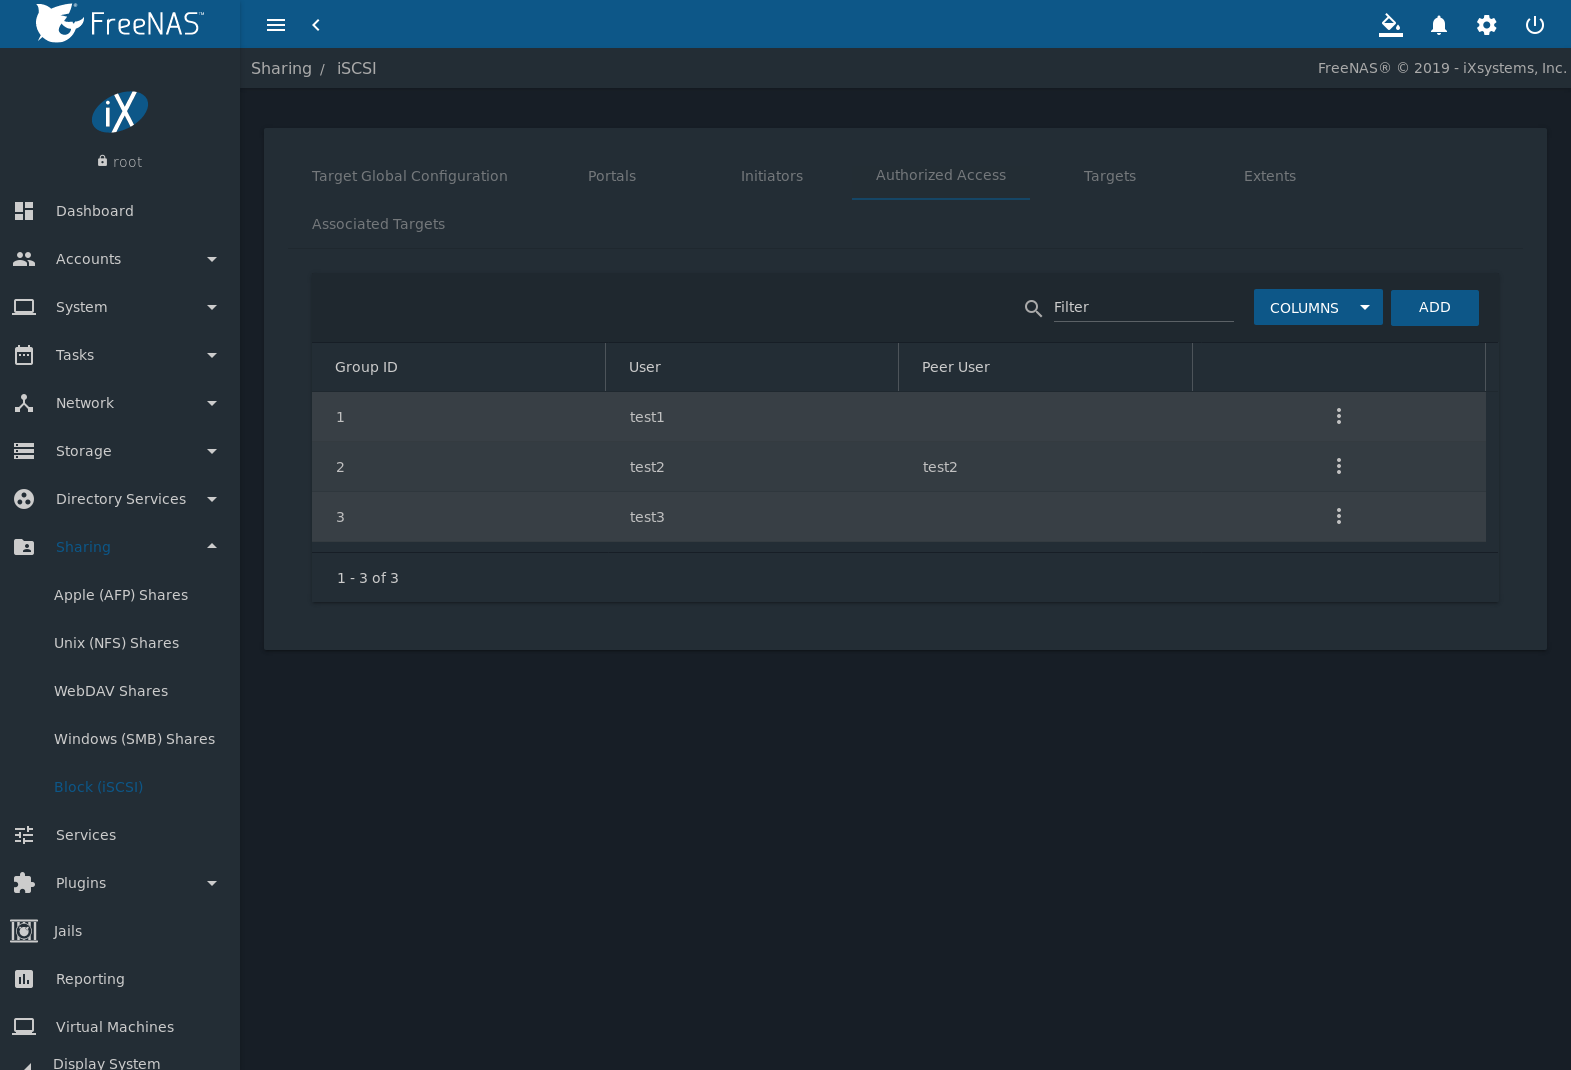 FreeNAS™
Sharing / iSCSI
FreeNAS® © 2019 - iXsystems, Inc.
iX
root
Dashboard
Accounts
System
Tasks
Network
Storage
Directory Services
Sharing
Apple (AFP) Shares
Unix (NFS) Shares
WebDAV Shares
Windows (SMB) Shares
Block (iSCSI)
Services
Plugins
Jails
Reporting
Virtual Machines
Display System
Target Global Configuration Portals Initiators Authorized Access Targets Extents
Associated Targets
Filter COLUMNS ADD
Group ID User Peer User
1 test1
2 test2 test2
3 test3
1 - 3 of 3